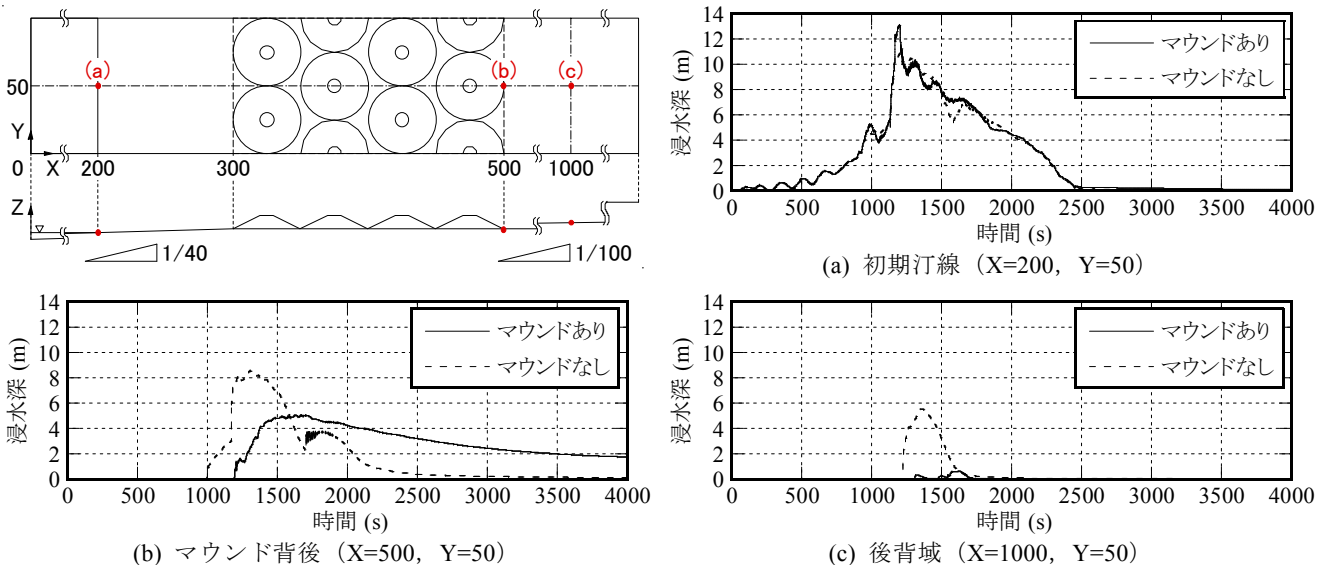 (a)
(b)
(c)
50
Y
0
X
200
300
500
1000
Z
1/40
1/100
14
12
10
8
6
4
2
0
浸水深 (m)
マウンドあり
マウンドなし
0 500 1000 1500 2000 2500 3000 3500 4000
時間 (s)
(a) 初期汀線（X=200，Y=50）
14
12
10
8
6
4
2
0
浸水深 (m)
マウンドあり
マウンドなし
0 500 1000 1500 2000 2500 3000 3500 4000
時間 (s)
(b) マウンド背後（X=500，Y=50）
14
12
10
8
6
4
2
0
浸水深 (m)
マウンドあり
マウンドなし
0 500 1000 1500 2000 2500 3000 3500 4000
時間 (s)
(c) 後背域（X=1000，Y=50）